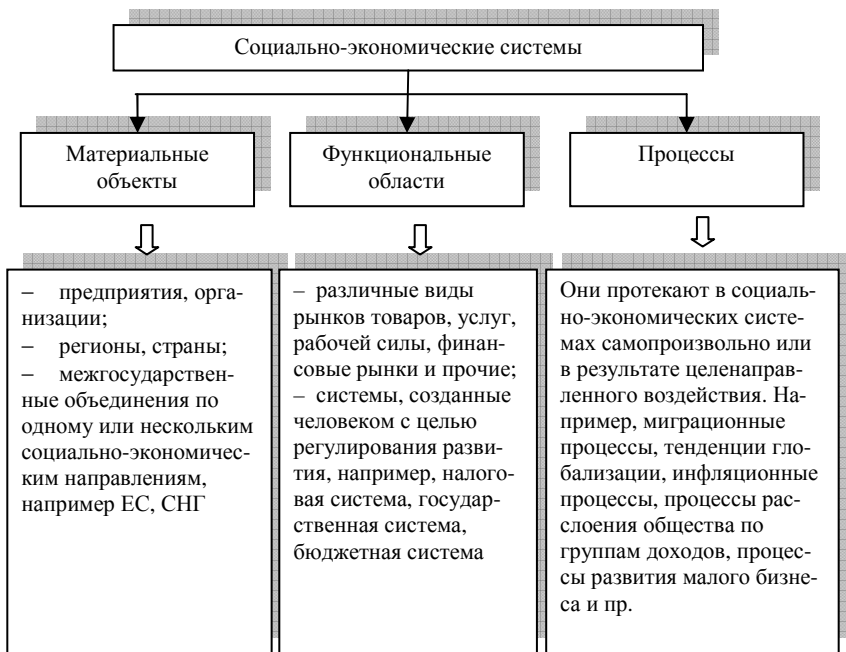 Социально-экономические системы
Материальные
объекты
Функциональные
области
Процессы
– предприятия, орга-
низации;
– регионы, страны;
– межгосударствен-
ные объединения по
одному или нескольким
социально-экономичес-
ким направлениям,
например ЕС, СНГ
– различные виды
рынков товаров, услуг,
рабочей силы, финан-
совые рынки и прочие;
– системы, созданные
человеком с целью
регулирования разви-
тия, например, налого-
вая система, государ-
ственная система,
бюджетная система
Они протекают в социаль-
но-экономических систе-
мах самопроизвольно или
в результате целенаправ-
ленного воздействия. На-
пример, миграционные
процессы, тенденции гло-
бализации, инфляционные
процессы, процессы рас-
слоения общества по
группам доходов, процес-
сы развития малого бизне-
са и пр.